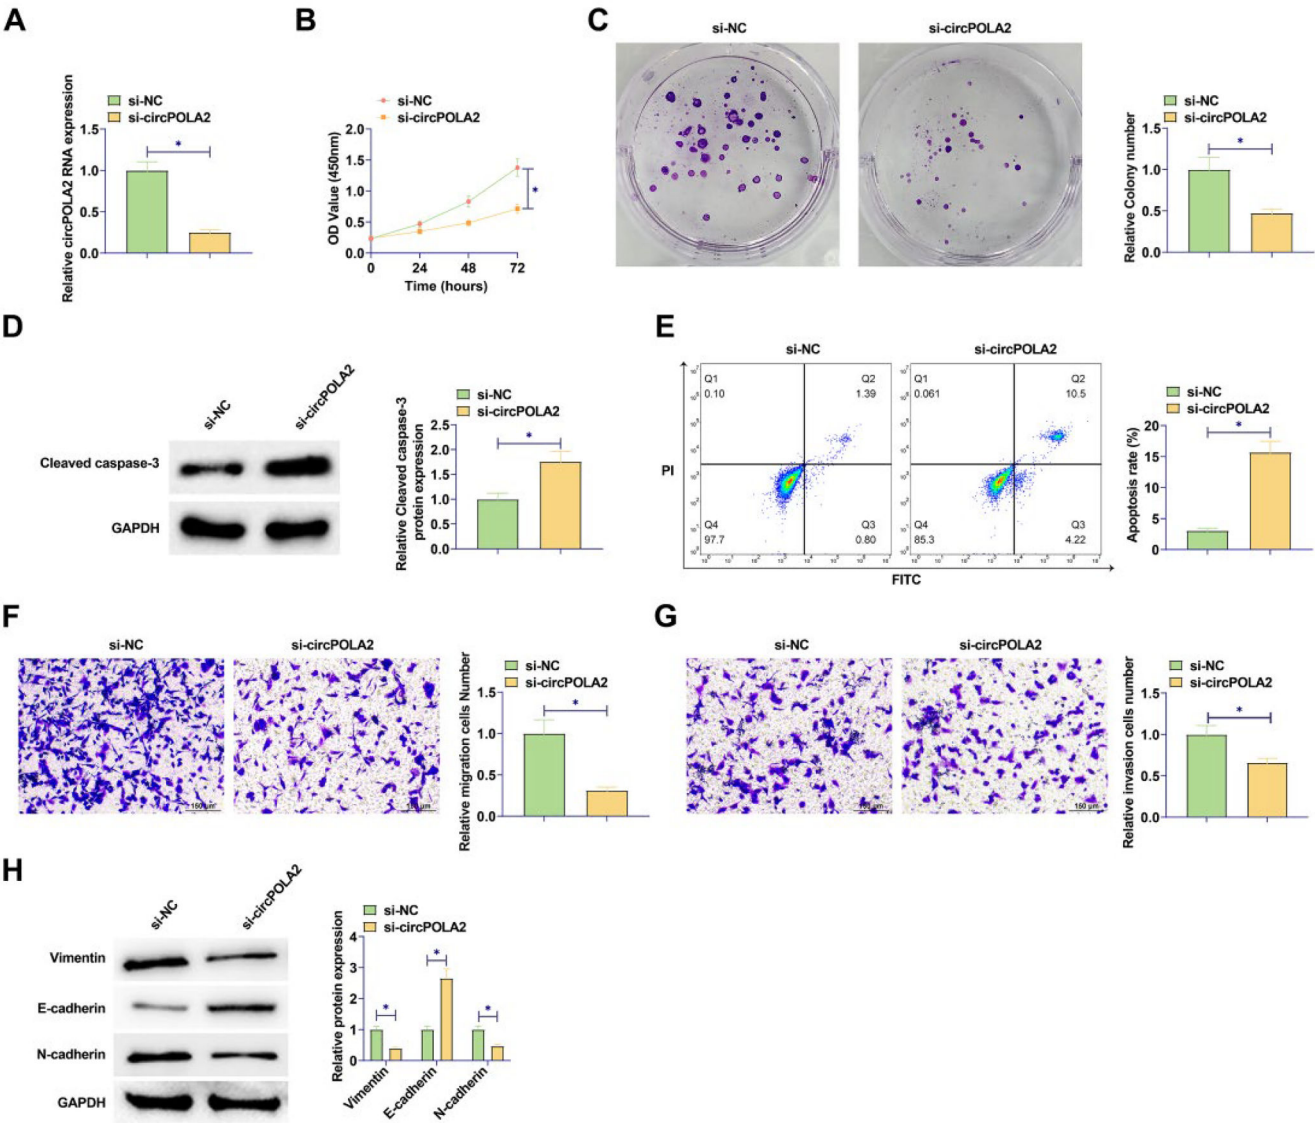 A
si-NC
si-circPOLA2
Relative circPOLA2 RNA expression
1.5
1.0
0.5
0.0
*
B
si-NC
si-circPOLA2
OD Value (450nm)
2.0
1.5
1.0
0.5
0.0
*
0 24 48 72
Time (hours)
C
si-NC si-circPOLA2
si-NC
si-circPOLA2
Relative Colony number
1.5
1.0
0.5
0.0
*
D
si-NC si-circPOLA2
Cleaved caspase-3
GAPDH
si-NC
si-circPOLA2
Relative Cleaved caspase-3
protein expression
2.5
2.0
1.5
1.0
0.5
0.0
*
E
si-NC si-circPOLA2
PI
Q1
0.10
Q2
1.39
Q4
97.7
Q3
0.80
Q1
0.061
Q2
10.5
Q4
85.3
Q3
4.22
FITC
si-NC
si-circPOLA2
Apoptosis rate (%)
20
15
10
5
0
*
F
si-NC si-circPOLA2
150 μm
150 μm
si-NC
si-circPOLA2
Relative migration cells Number
1.5
1.0
0.5
0.0
*
G
si-NC si-circPOLA2
150 μm
150 μm
si-NC
si-circPOLA2
Relative invasion cells number
1.5
1.0
0.5
0.0
*
H
si-NC si-circPOLA2
Vimentin
E-cadherin
N-cadherin
GAPDH
si-NC
si-circPOLA2
Relative protein expression
4
3
2
1
0
* * *
Vimentin
E-cadherin
N-cadherin